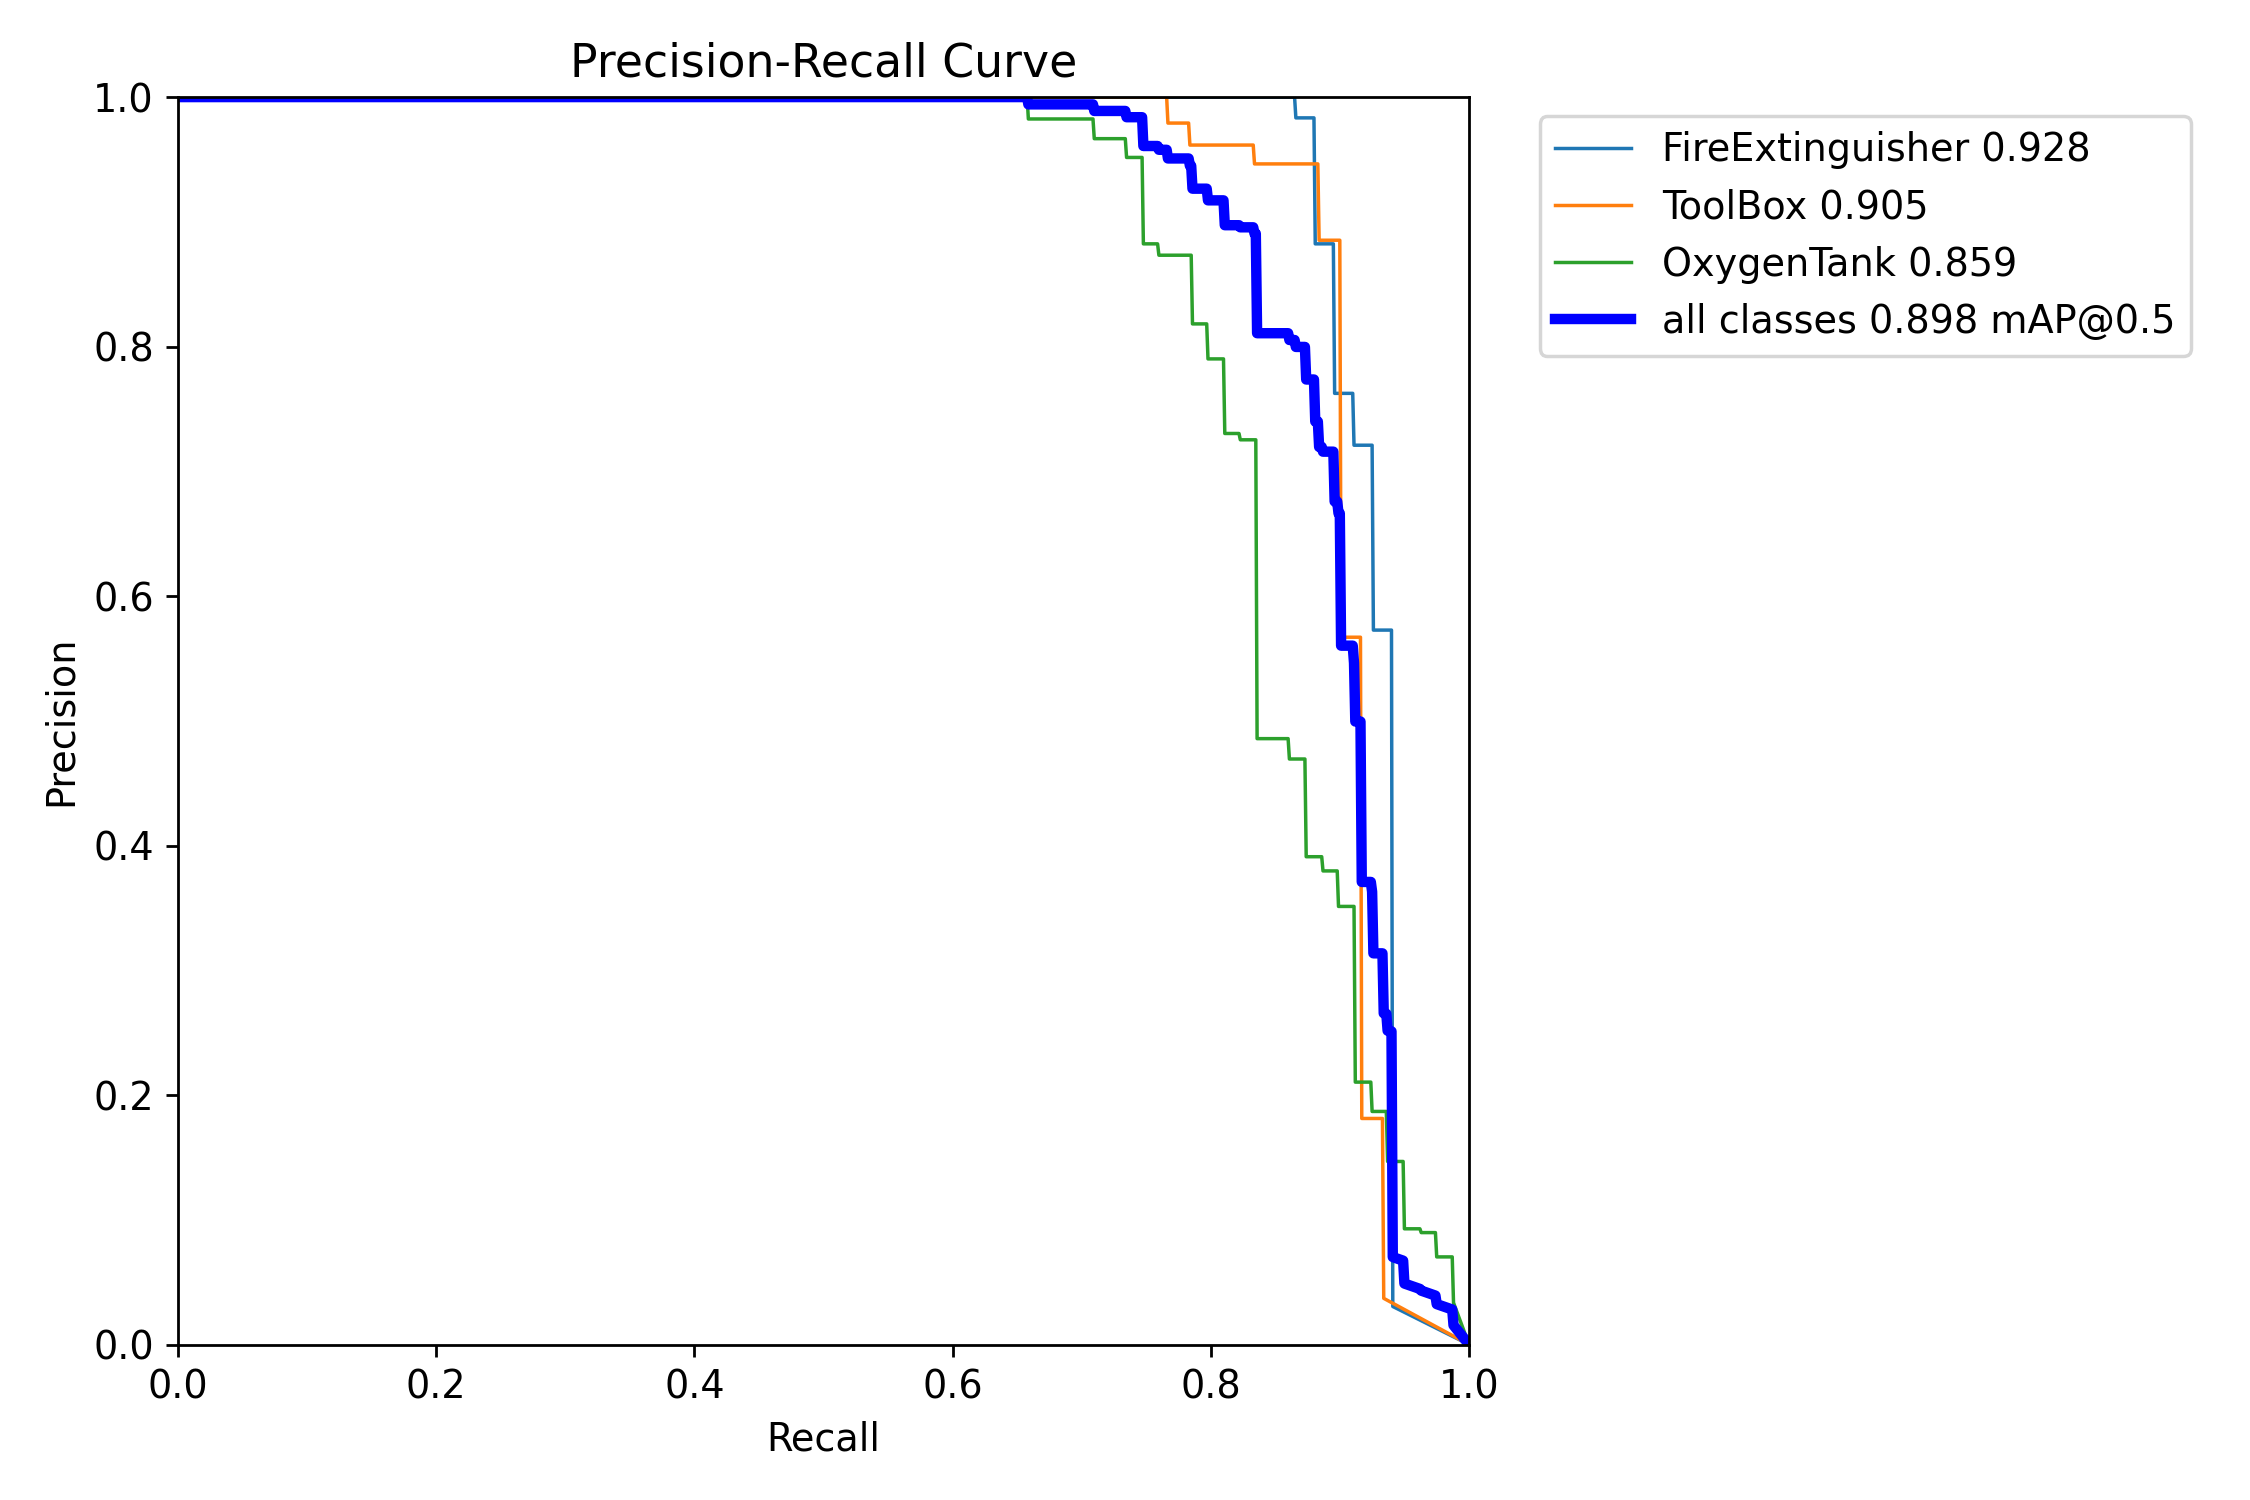 Precision-Recall Curve
1.0
0.8
0.6
0.4
0.2
0.0
Precision
0.0 0.2 0.4 0.6 0.8 1.0
Recall
FireExtinguisher 0.928
ToolBox 0.905
OxygenTank 0.859
all classes 0.898 mAP@0.5